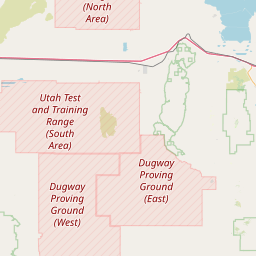 (North
Area)
Utah Test
and Training
Range
(South
Area)
Dugway
Proving
Ground
(East)
Dugway
Proving
Ground
(West)